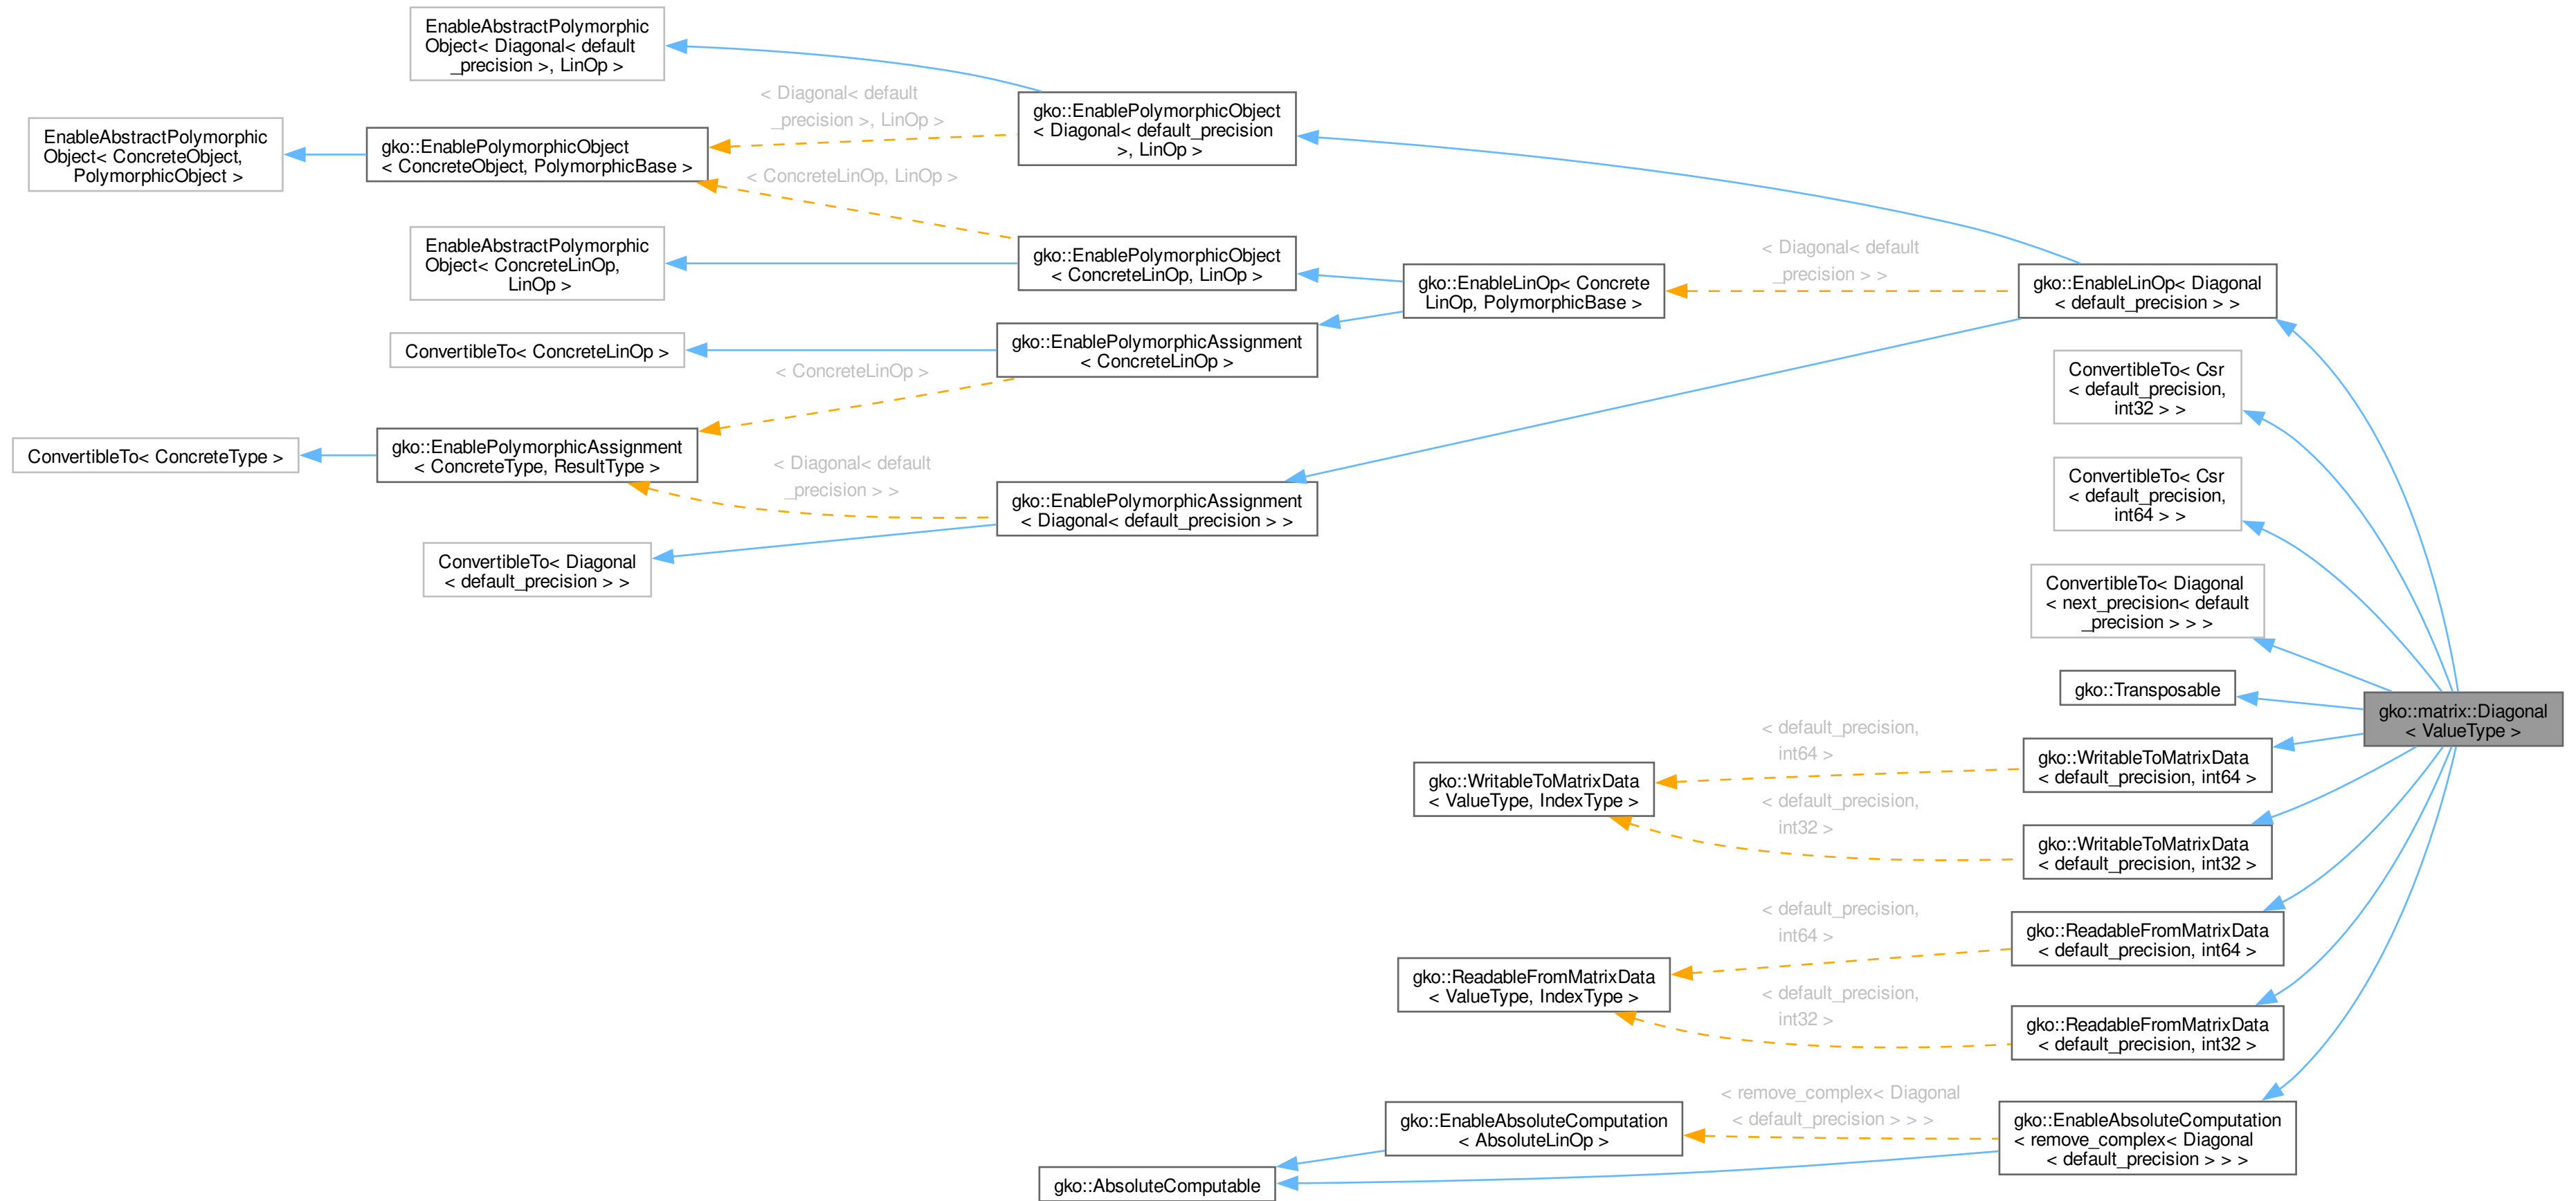 EnableAbstractPolymorphic
Object< Diagonal< default
_precision >, LinOp >
< Diagonal< default
_precision >, LinOp >
gko::EnablePolymorphicObject
< Diagonal< default_precision
>, LinOp >
EnableAbstractPolymorphic
Object< ConcreteObject,
PolymorphicObject >
gko::EnablePolymorphicObject
< ConcreteObject, PolymorphicBase >
< ConcreteLinOp, LinOp >
EnableAbstractPolymorphic
Object< ConcreteLinOp,
LinOp >
gko::EnablePolymorphicObject
< ConcreteLinOp, LinOp >
gko::EnableLinOp< Concrete
LinOp, PolymorphicBase >
< Diagonal< default
_precision > >
gko::EnableLinOp< Diagonal
< default_precision > >
ConvertibleTo< ConcreteLinOp >
gko::EnablePolymorphicAssignment
< ConcreteLinOp >
< ConcreteLinOp >
ConvertibleTo< Csr
< default_precision,
int32 > >
ConvertibleTo< ConcreteType >
gko::EnablePolymorphicAssignment
< ConcreteType, ResultType >
< Diagonal< default
_precision > >
gko::EnablePolymorphicAssignment
< Diagonal< default_precision > >
ConvertibleTo< Csr
< default_precision,
int64 > >
ConvertibleTo< Diagonal
< default_precision > >
ConvertibleTo< Diagonal
< next_precision< default
_precision > > >
gko::Transposable
gko::matrix::Diagonal
< ValueType >
< default_precision,
int64 >
gko::WritableToMatrixData
< default_precision, int64 >
gko::WritableToMatrixData
< ValueType, IndexType >
< default_precision,
int32 >
gko::WritableToMatrixData
< default_precision, int32 >
< default_precision,
int64 >
gko::ReadableFromMatrixData
< default_precision, int64 >
gko::ReadableFromMatrixData
< ValueType, IndexType >
< default_precision,
int32 >
gko::ReadableFromMatrixData
< default_precision, int32 >
< remove_complex< Diagonal
< default_precision > > >
gko::EnableAbsoluteComputation
< AbsoluteLinOp >
gko::EnableAbsoluteComputation
< remove_complex< Diagonal
< default_precision > > >
gko::AbsoluteComputable